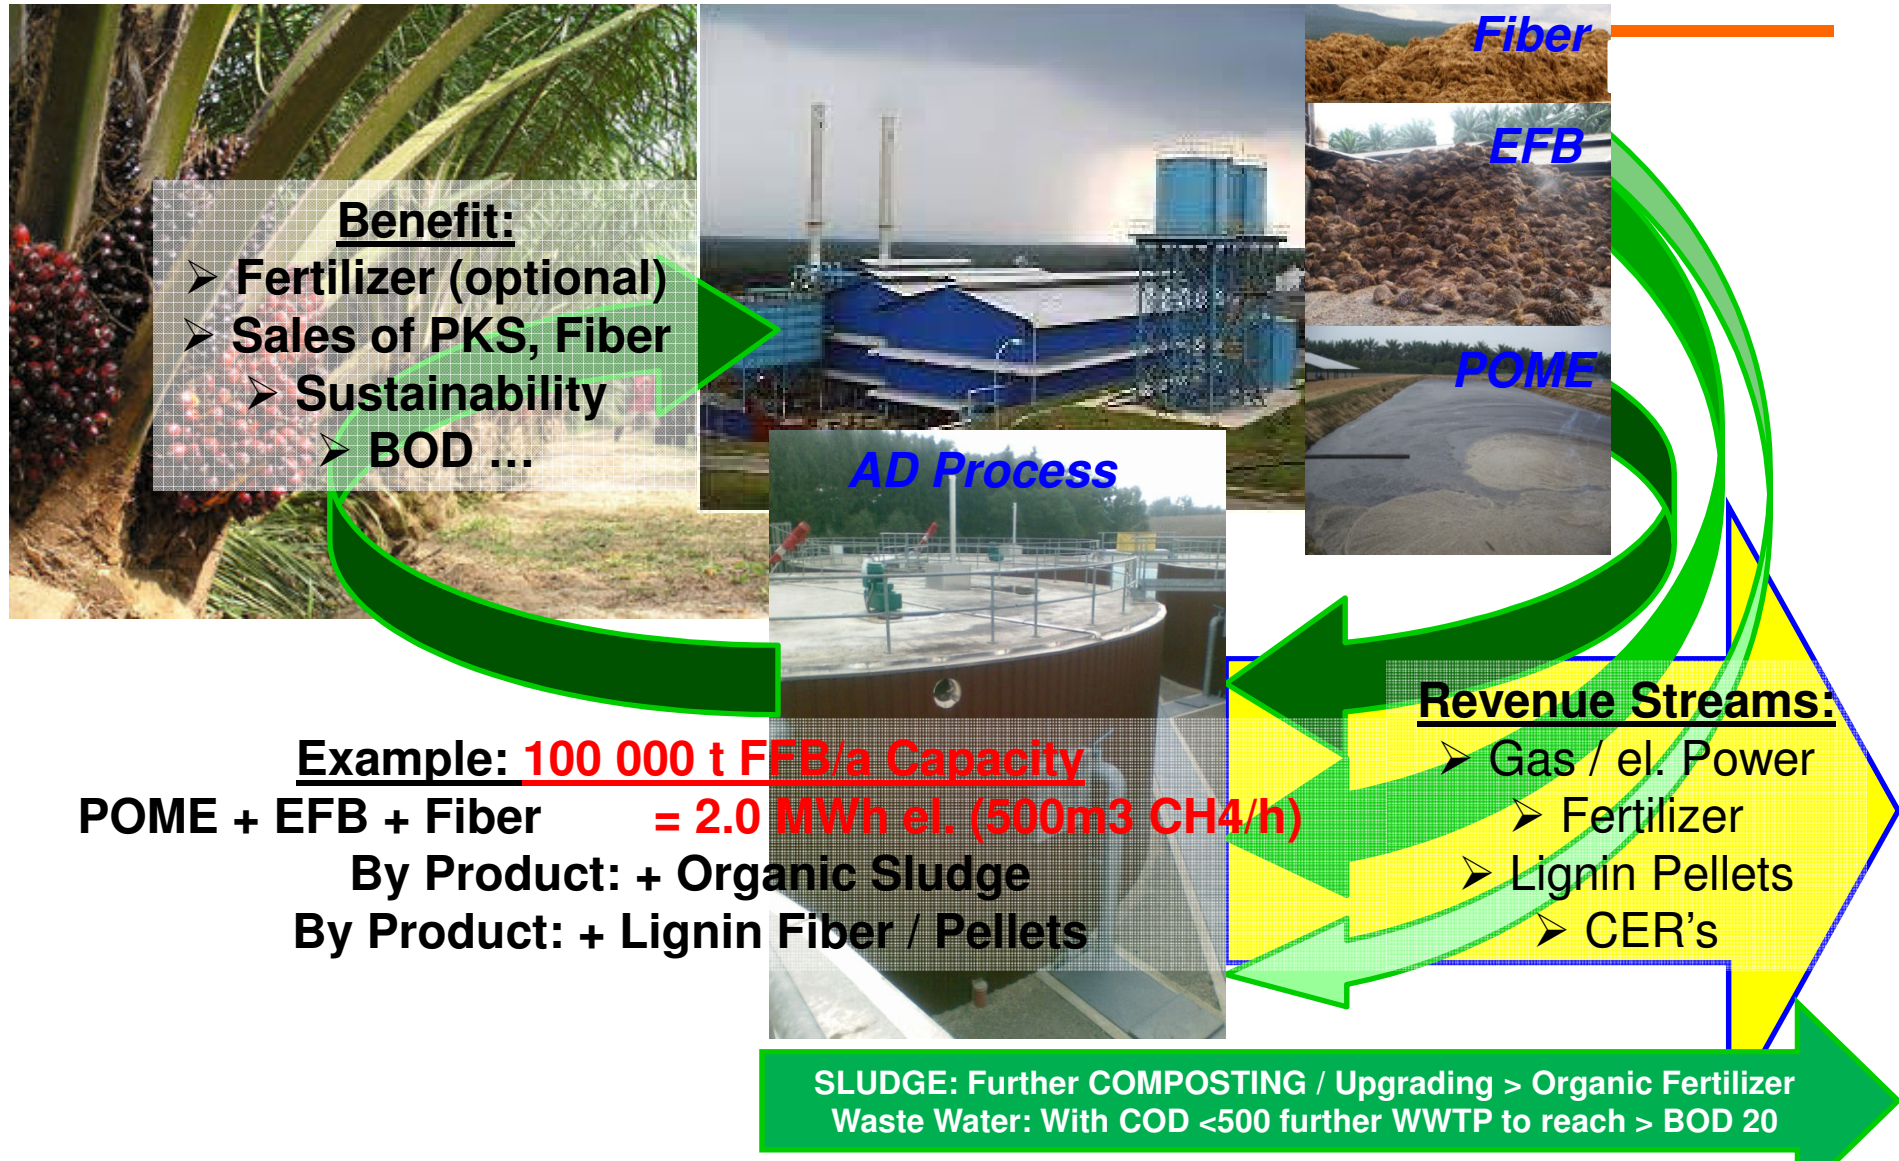 Fiber
EFB
POME
Benefit:
➢ Fertilizer (optional)
➢ Sales of PKS, Fiber
➢ Sustainability
➢ BOD …
AD Process
Example: 100 000 t FFB/a Capacity
POME + EFB + Fiber = 2.0 MWh el. (500m3 CH4/h)
By Product: + Organic Sludge
By Product: + Lignin Fiber / Pellets
Revenue Streams:
➢ Gas / el. Power
➢ Fertilizer
➢ Lignin Pellets
➢ CER’s
SLUDGE: Further COMPOSTING / Upgrading > Organic Fertilizer
Waste Water: With COD <500 further WWTP to reach > BOD 20